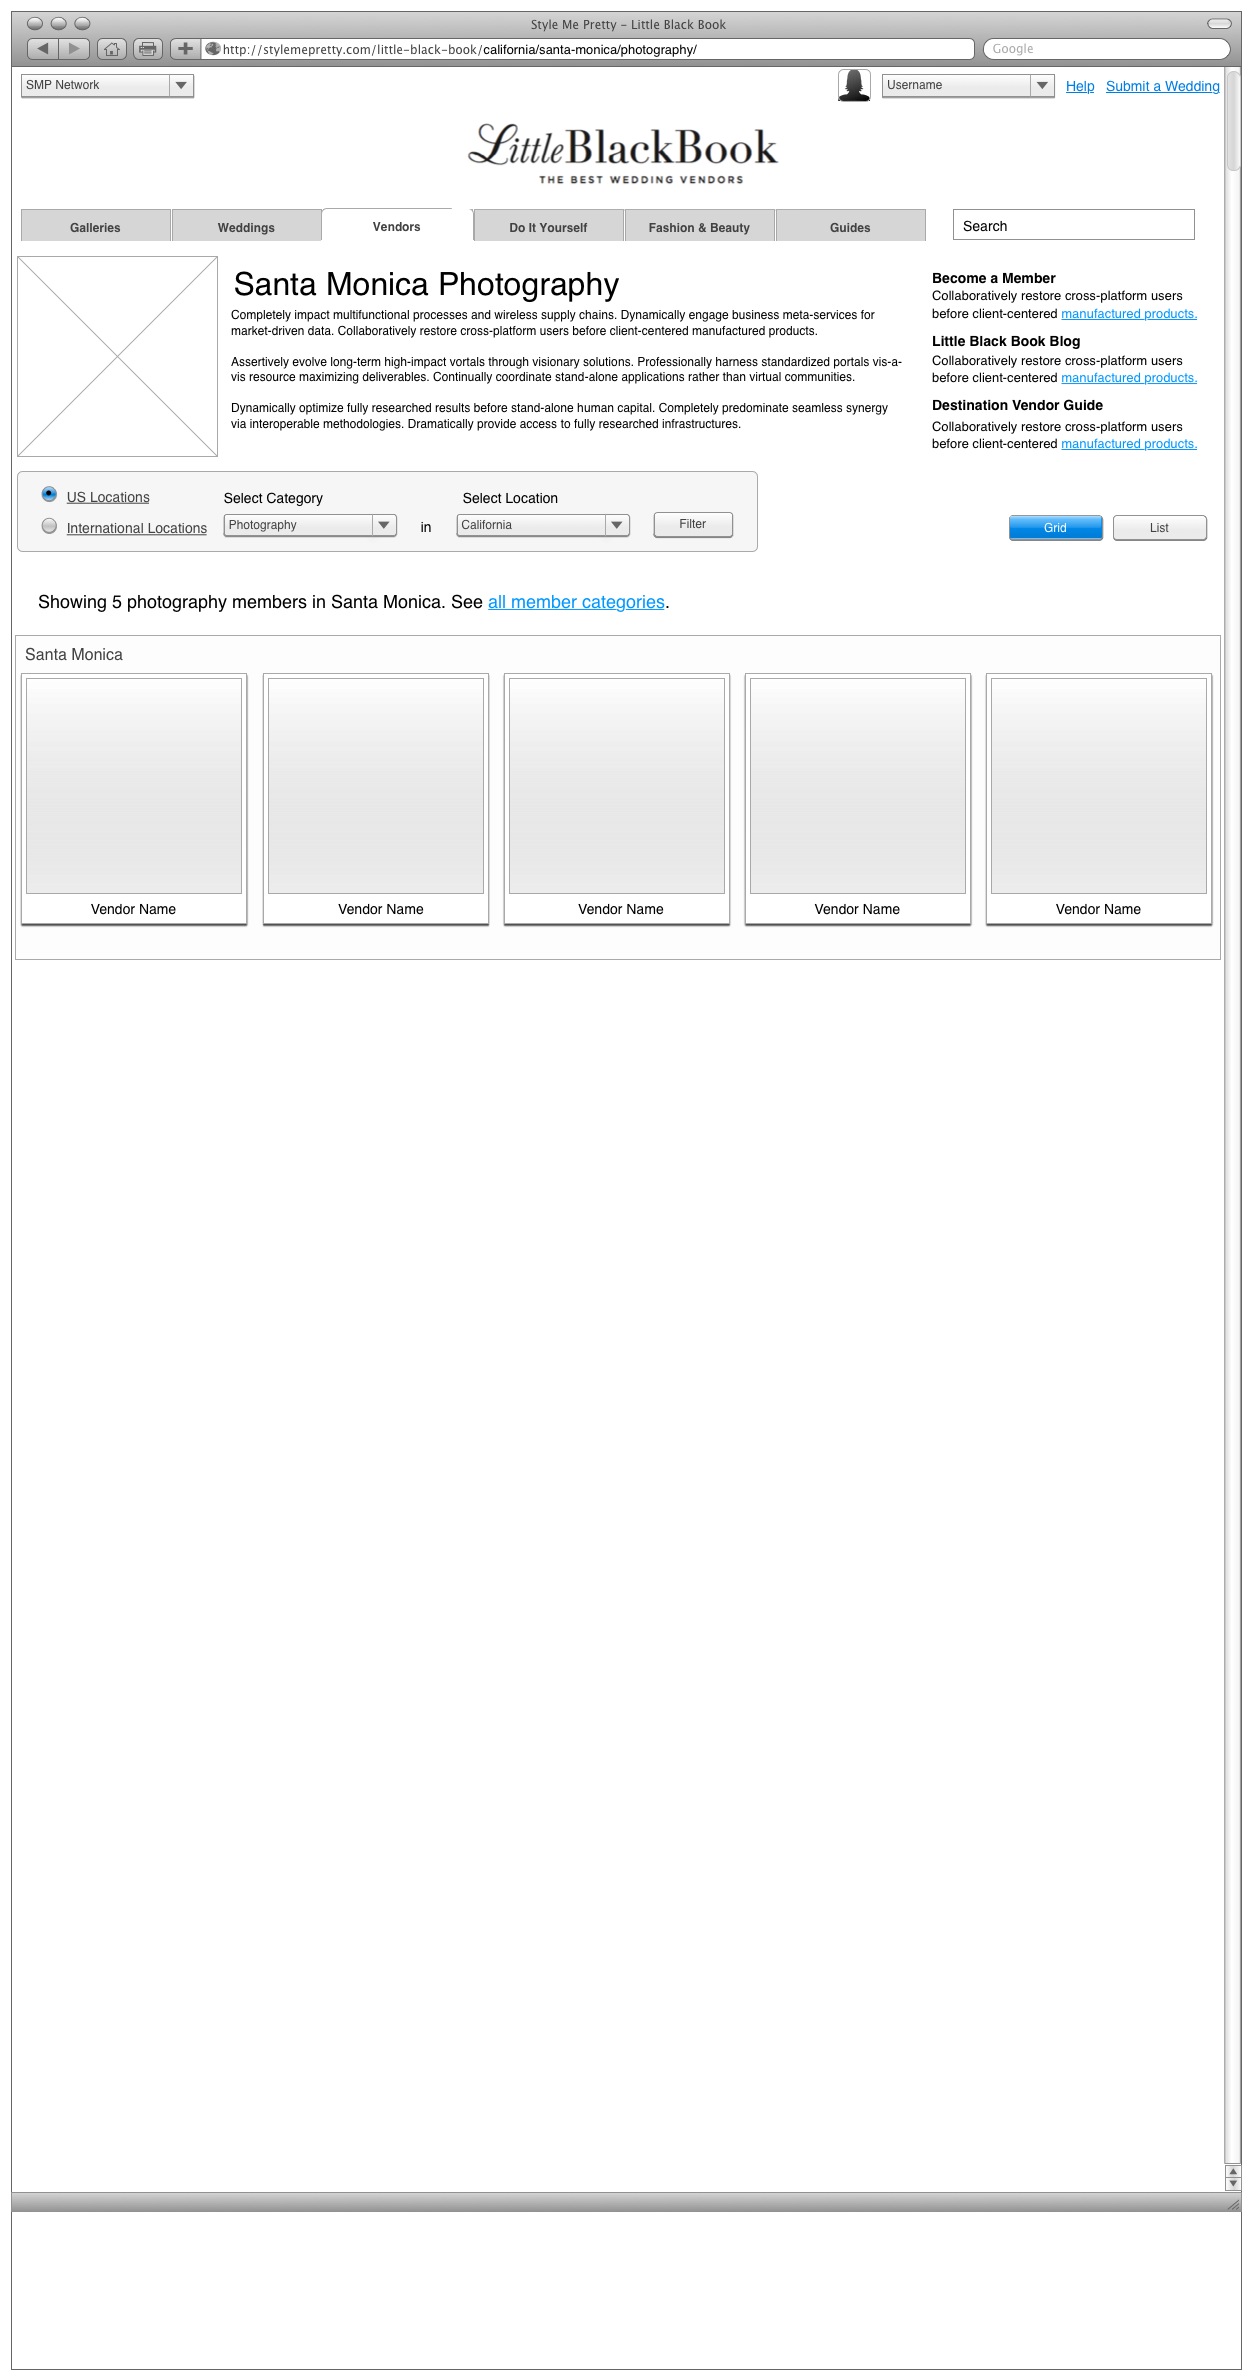 Style Me Pretty – Little Black Book
http://stylemepretty.com/little-black-book/california/santa-monica/photography/
Google
SMP Network
Username
Help
Submit a Wedding
LittleBlackBook
THE BEST WEDDING VENDORS
Galleries
Weddings
Vendors
Do It Yourself
Fashion & Beauty
Guides
Search
Santa Monica Photography
Completely impact multifunctional processes and wireless supply chains. Dynamically engage business meta-services for
market-driven data. Collaboratively restore cross-platform users before client-centered manufactured products.
Assertively evolve long-term high-impact vortals through visionary solutions. Professionally harness standardized portals vis-a-
vis resource maximizing deliverables. Continually coordinate stand-alone applications rather than virtual communities.
Dynamically optimize fully researched results before stand-alone human capital. Completely predominate seamless synergy
via interoperable methodologies. Dramatically provide access to fully researched infrastructures.
Become a Member
Collaboratively restore cross-platform users
before client-centered manufactured products.
Little Black Book Blog
Collaboratively restore cross-platform users
before client-centered manufactured products.
Destination Vendor Guide
Collaboratively restore cross-platform users
before client-centered manufactured products.
US Locations
International Locations
Select Category
Photography
in
Select Location
California
Filter
Grid
List
Showing 5 photography members in Santa Monica. See all member categories.
Santa Monica
Vendor Name
Vendor Name
Vendor Name
Vendor Name
Vendor Name